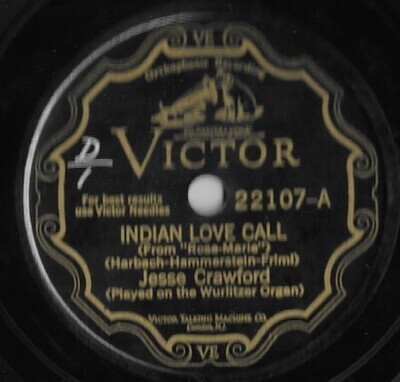 VE
Orthophonic Recording
VICTOR
For best results
use Victor Needles
22107-A
INDIAN LOVE CALL
(From "Rose-Marie")
(Harbach-Hammerstein-Friml)
Jesse Crawford
(Played on the Wurlitzer Organ)
VICTOR TALKING MACHINE CO.
Camden, N.J.
VE